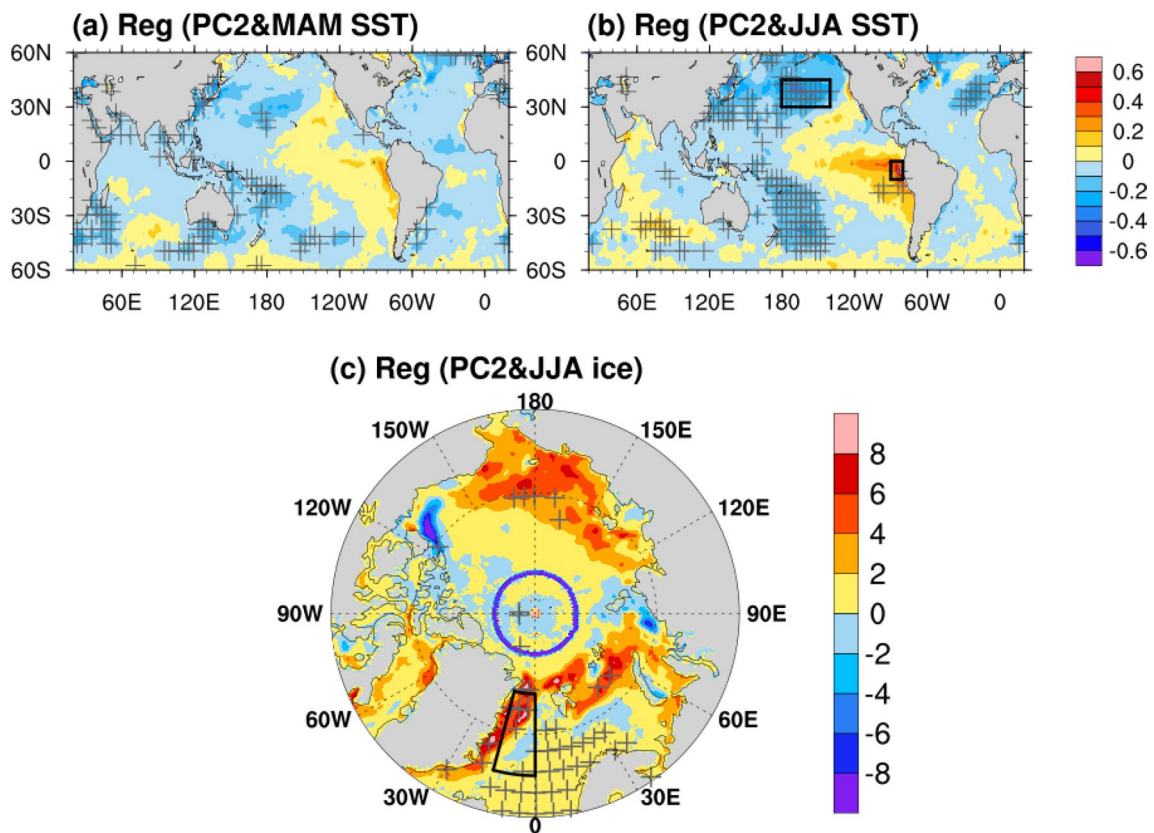 (a) Reg (PC2&MAM SST)
60N
30N
0
30S
60S
60E 120E 180 120W 60W 0
(b) Reg (PC2&JJA SST)
60N
30N
0
30S
60S
60E 120E 180 120W 60W 0
0.6
0.4
0.2
0
-0.2
-0.4
-0.6
(c) Reg (PC2&JJA ice)
180
150W 150E
120W 120E
90W 90E
60W 60E
30W 30E
0
8
6
4
2
0
-2
-4
-6
-8